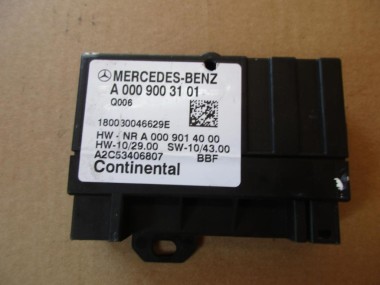 MERCEDES-BENZ
A 000 900 31 01
Q006
180030046629E
HW - NR A 000 901 40 00
HW-10/29.00 SW-10/43.00
A2C53406807 BBF
Continental